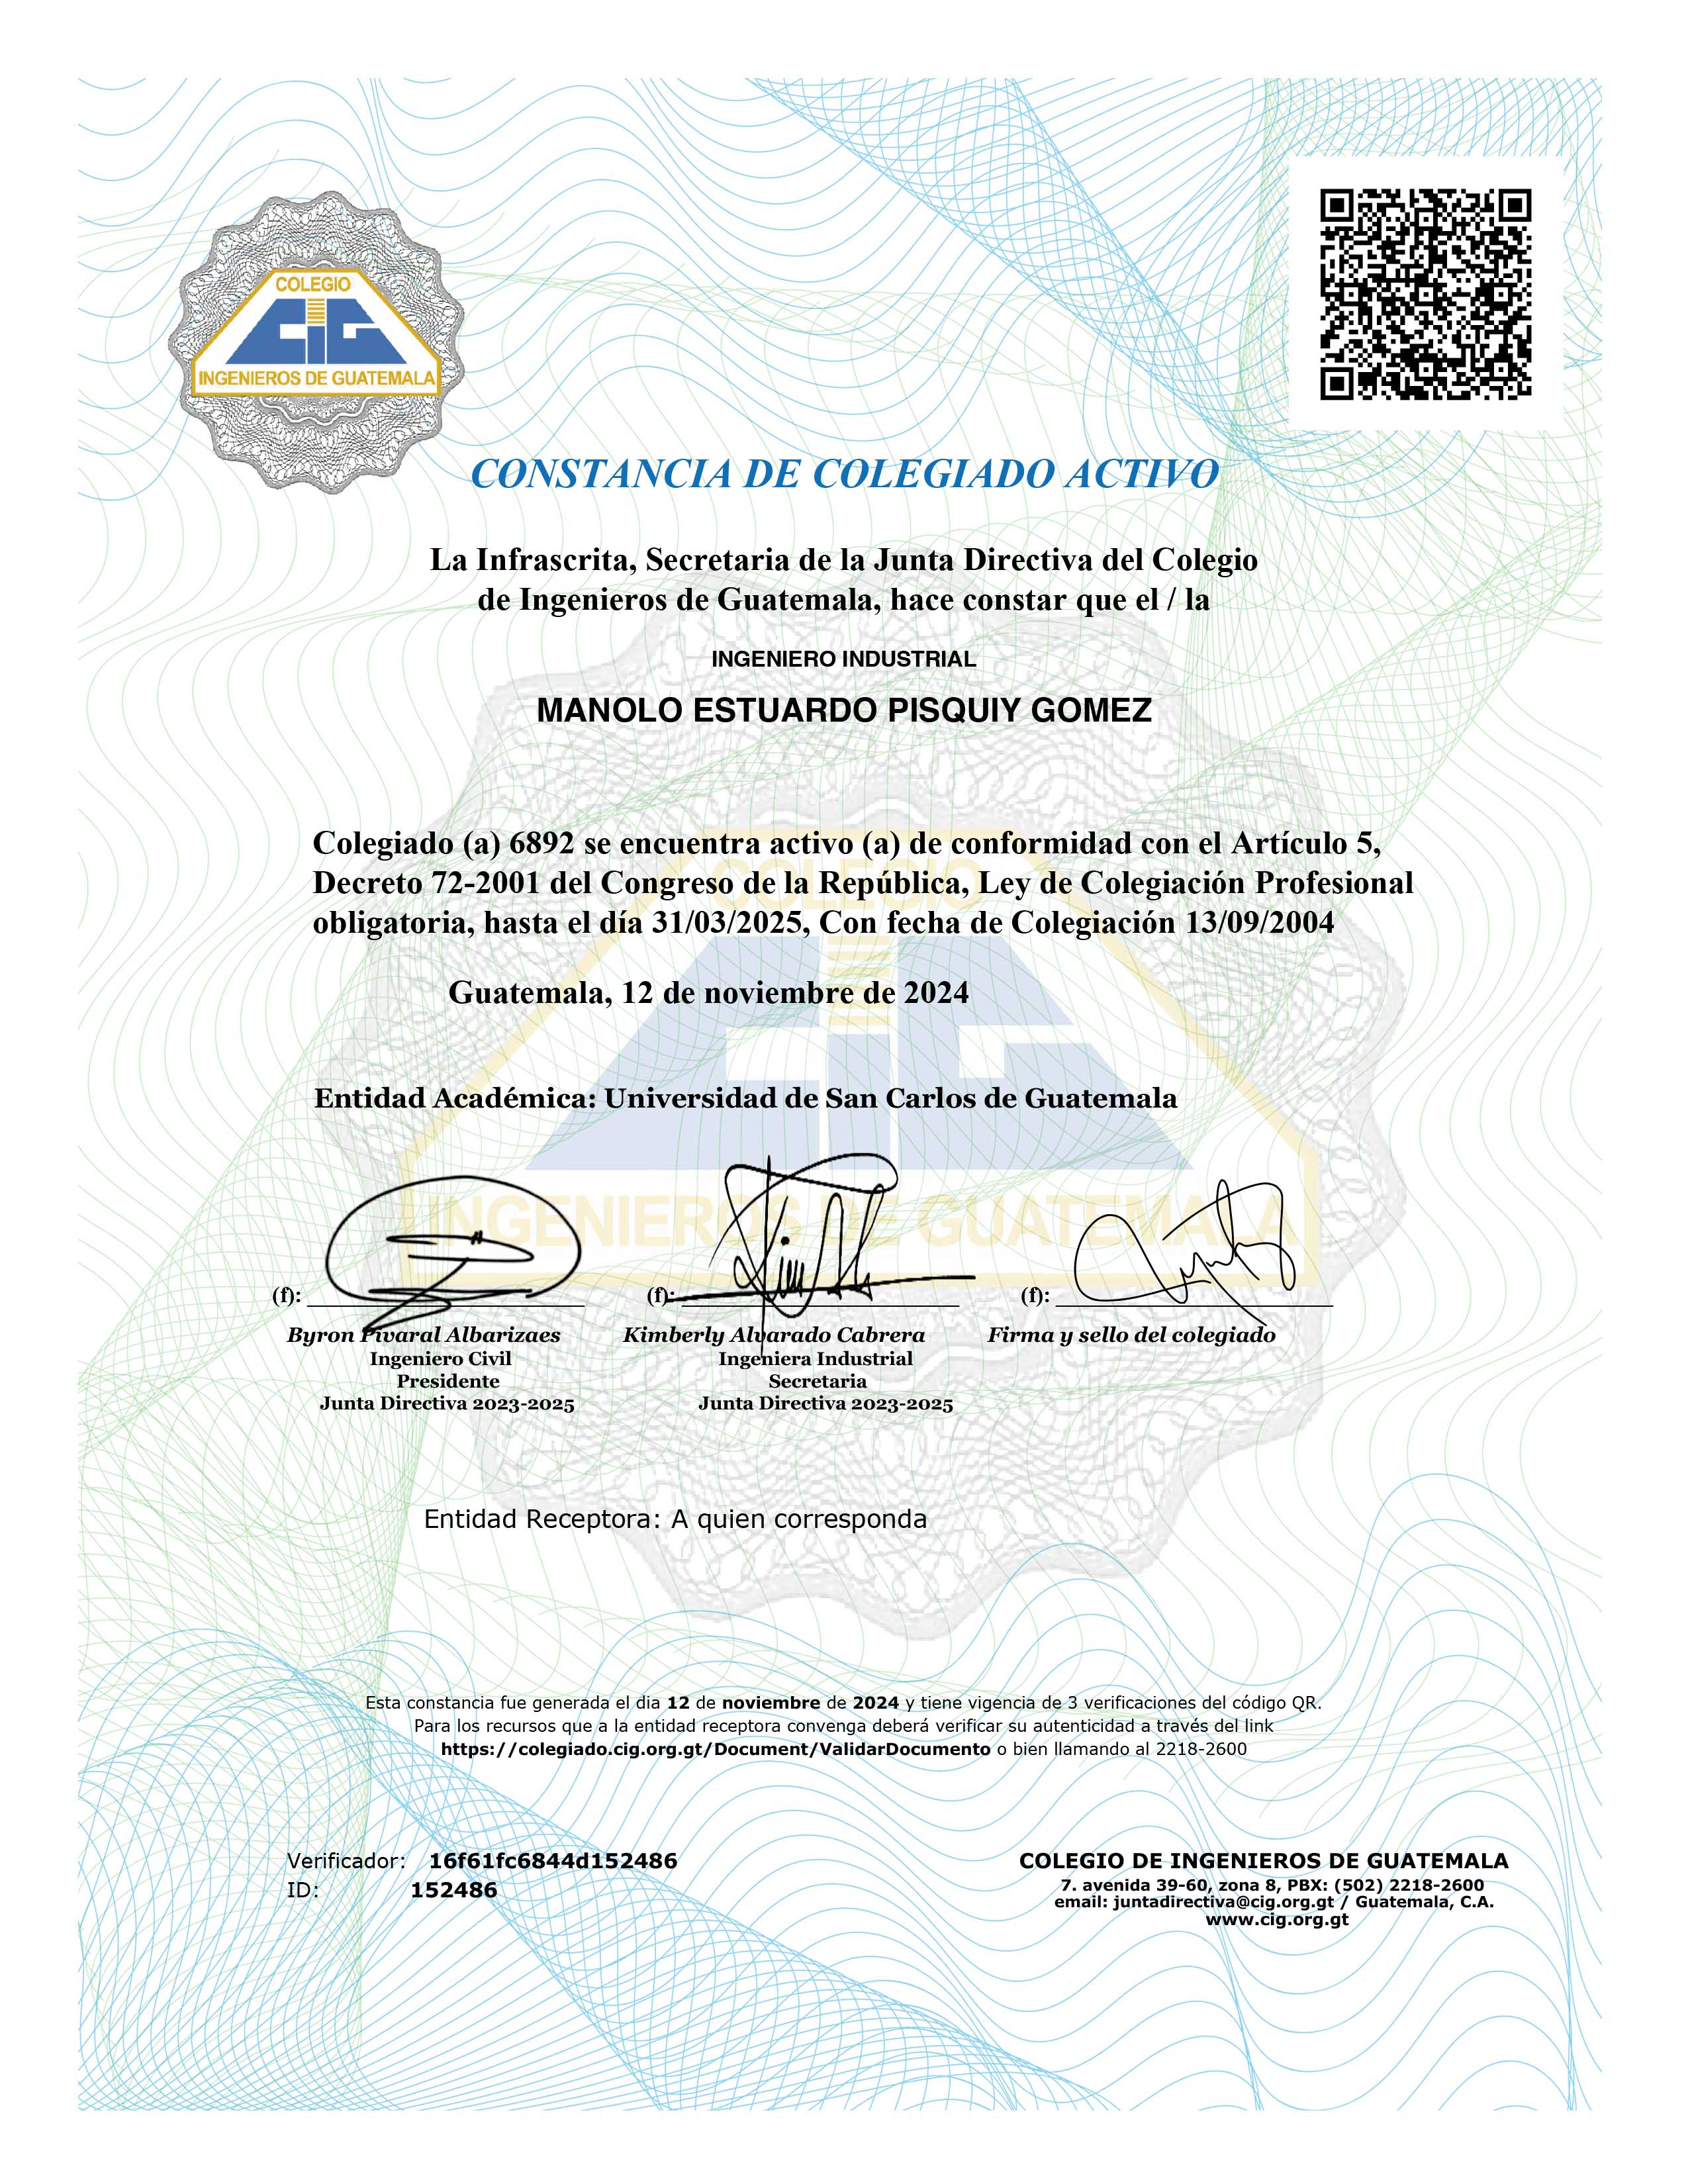 COLEGIO
CIG
INGENIEROS DE GUATEMALA
CONSTANCIA DE COLEGIADO ACTIVO
La Infrascrita, Secretaria de la Junta Directiva del Colegio
de Ingenieros de Guatemala, hace constar que el / la
INGENIERO INDUSTRIAL
MANOLO ESTUARDO PISQUIY GOMEZ
Colegiado (a) 6892 se encuentra activo (a) de conformidad con el Artículo 5,
Decreto 72-2001 del Congreso de la República, Ley de Colegiación Profesional
obligatoria, hasta el día 31/03/2025, Con fecha de Colegiación 13/09/2004
Guatemala, 12 de noviembre de 2024
Entidad Académica: Universidad de San Carlos de Guatemala
COLEGIO
CIG
INGENIEROS DE GUATEMALA
(f): (f): (f):
Byron Pivaral Albarizaes Kimberly Alvarado Cabrera Firma y sello del colegiado
Ingeniero Civil Ingeniera Industrial
Presidente Secretaria
Junta Directiva 2023-2025 Junta Directiva 2023-2025
Entidad Receptora: A quien corresponda
Esta constancia fue generada el dia 12 de noviembre de 2024 y tiene vigencia de 3 verificaciones del código QR.
Para los recursos que a la entidad receptora convenga deberá verificar su autenticidad a través del link
https://colegiado.cig.org.gt/Document/ValidarDocumento o bien llamando al 2218-2600
Verificador: 16f61fc6844d152486
ID: 152486
COLEGIO DE INGENIEROS DE GUATEMALA
7. avenida 39-60, zona 8, PBX: (502) 2218-2600
email: juntadirectiva@cig.org.gt / Guatemala, C.A.
www.cig.org.gt